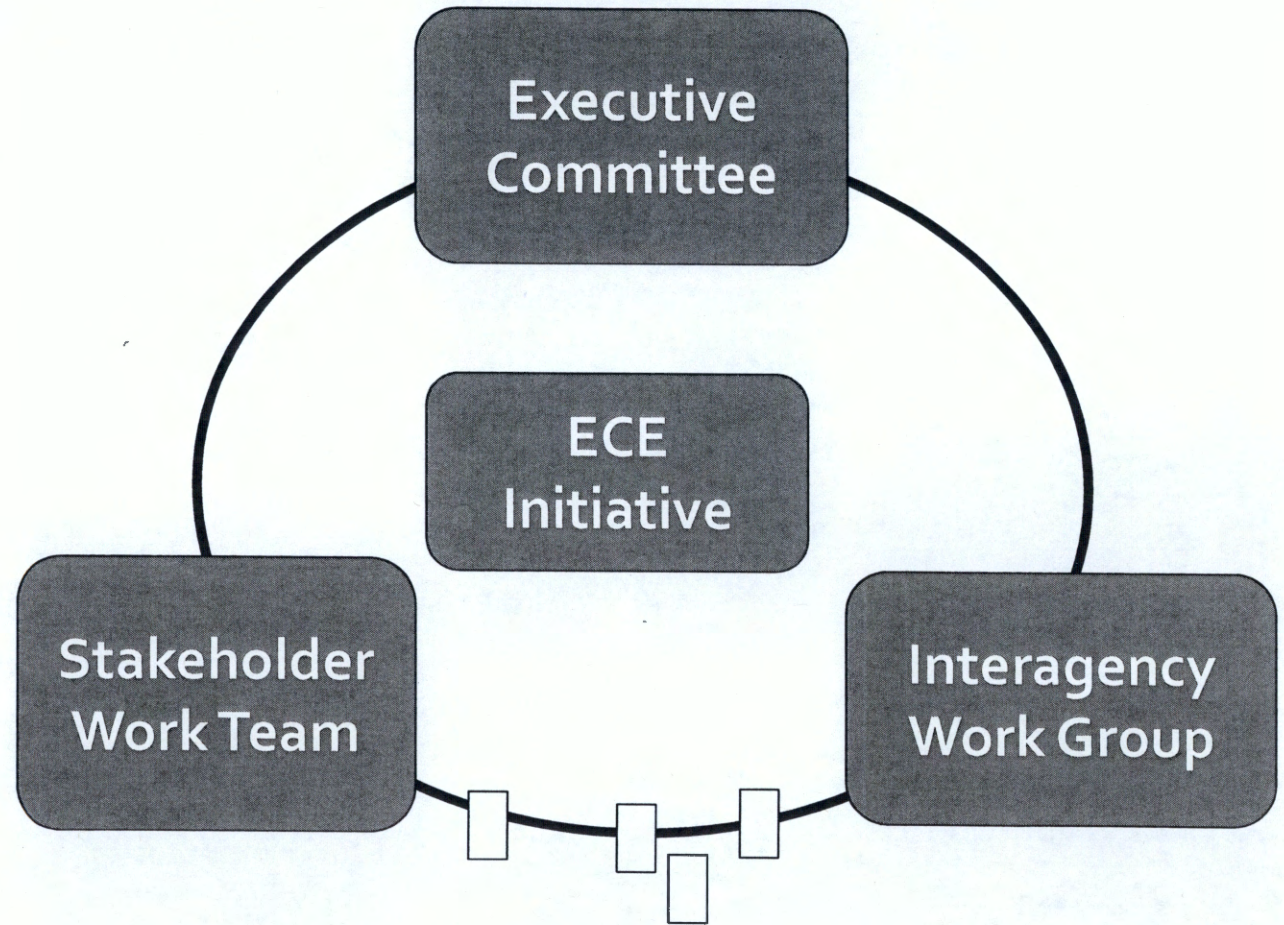 Executive
Committee
ECE
Initiative
Stakeholder
Work Team
Interagency
Work Group